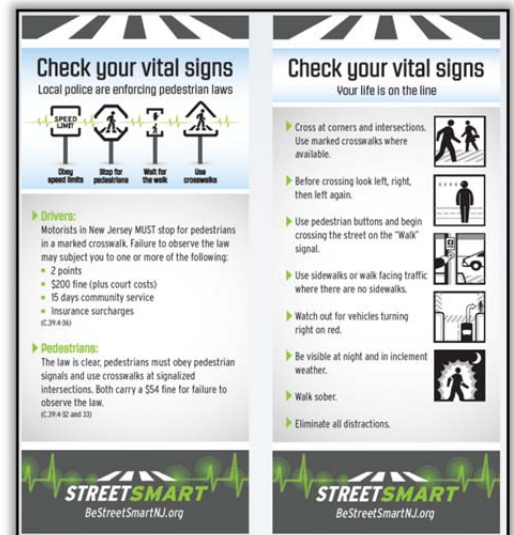 Check your vital signs
Local police are enforcing pedestrian laws
SPEED
LIMIT
Obey
speed limits
Stop for
pedestrians
Wait for
the walk
Use
crosswalks
Drivers:
Motorists in New Jersey MUST stop for pedestrians
in a marked crosswalk. Failure to observe the law
may subject you to one or more of the following:
2 points
$200 fine (plus court costs)
15 days community service
Insurance surcharges
(C.39:4-36)
Pedestrians:
The law is clear, pedestrians must obey pedestrian
signals and use crosswalks at signalized
intersections. Both carry a $54 fine for failure to
observe the law.
(C.39:4-32 and 33)
STREETSMART
BeStreetSmartNJ.org
Check your vital signs
Your life is on the line
Cross at corners and intersections.
Use marked crosswalks where
available.
Before crossing look left, right,
then left again.
Use pedestrian buttons and begin
crossing the street on the "Walk"
signal.
Use sidewalks or walk facing traffic
where there are no sidewalks.
Watch out for vehicles turning
right on red.
Be visible at night and in inclement
weather.
Walk sober.
Eliminate all distractions.
STREETSMART
BeStreetSmartNJ.org